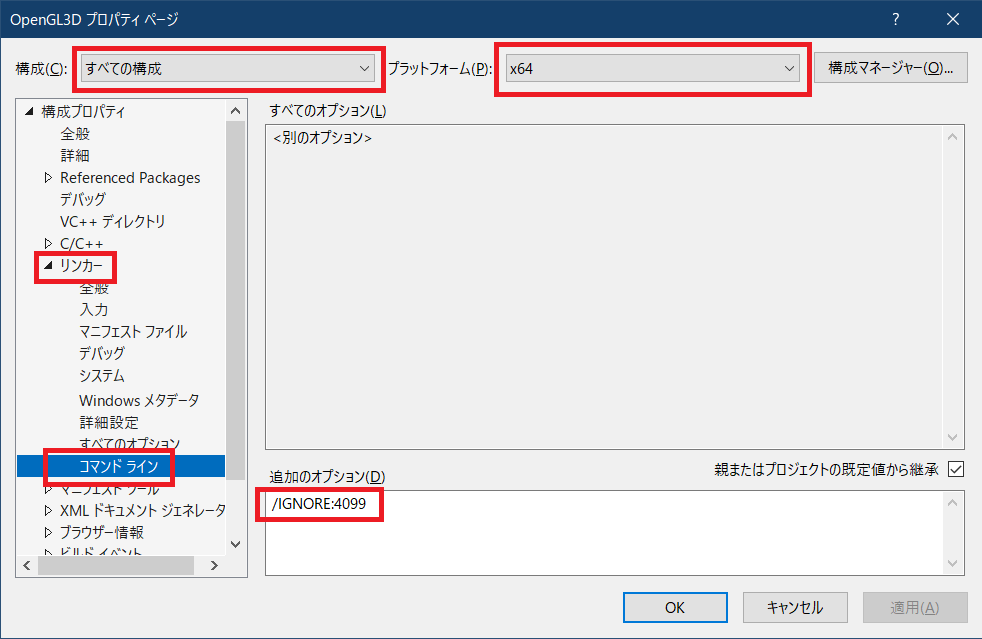 OpenGL3D プロパティ ページ
構成(C): すべての構成 プラットフォーム(P): x64 構成マネージャー(O)...
構成プロパティ
全般
詳細
Referenced Packages
デバッグ
VC++ ディレクトリ
C/C++
リンカー
全般
入力
マニフェスト ファイル
デバッグ
システム
Windows メタデータ
詳細設定
すべてのオプション
コマンド ライン
マニフェスト ツール
XML ドキュメント ジェネレータ
ブラウザー情報
ビルド イベント
すべてのオプション(L)
<別のオプション>
追加のオプション(D)
親またはプロジェクトの既定値から継承
/IGNORE:4099
OK キャンセル 適用(A)